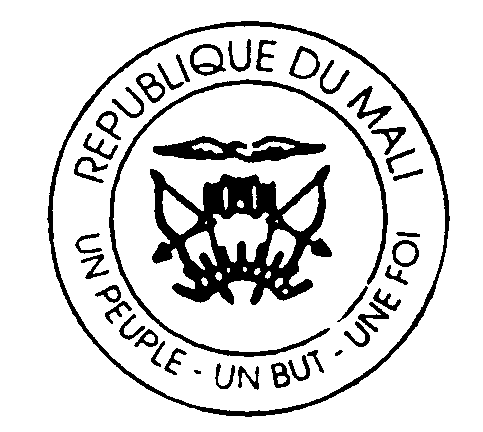 REPUBLIQUE DU MALI
UN PEUPLE - UN BUT - UNE FOI